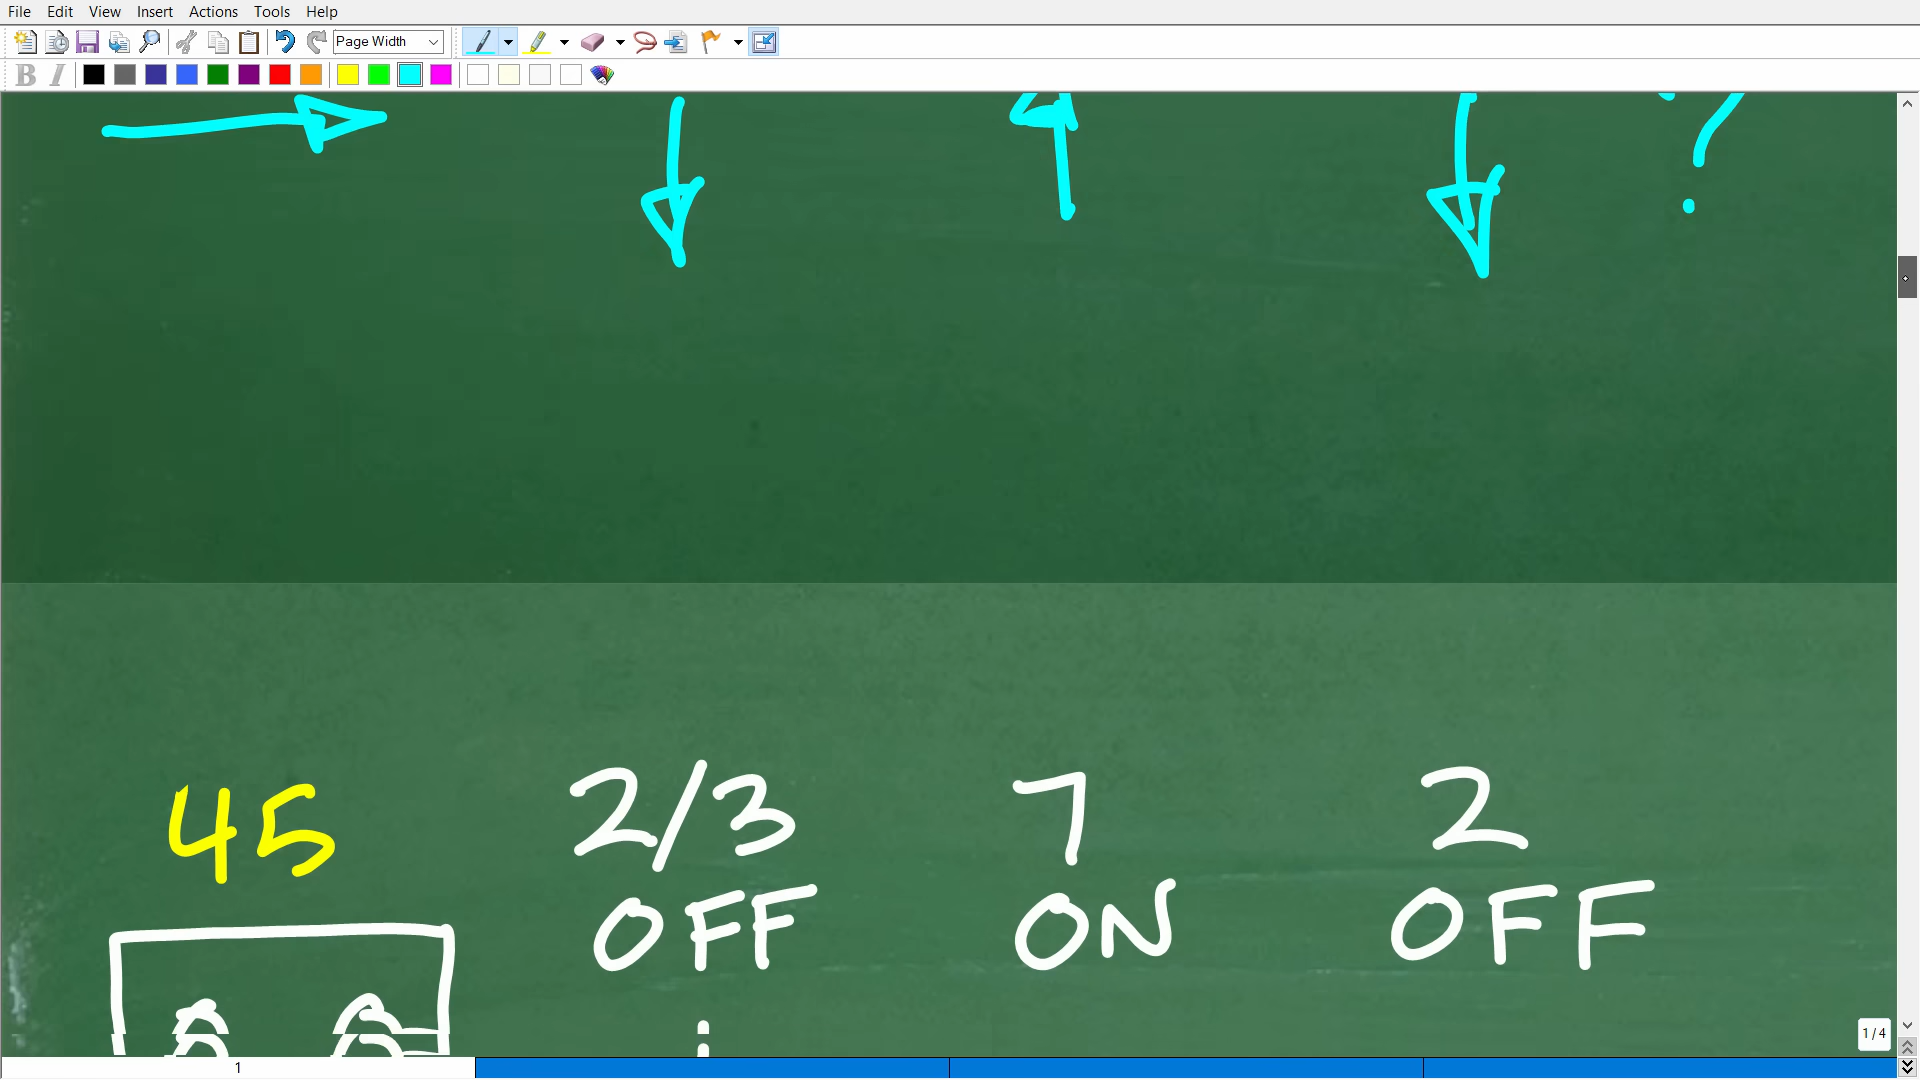 File Edit View Insert Actions Tools Help
Page Width
B I
?
45 2/3 7 2
OFF ON OFF
1 / 4
1